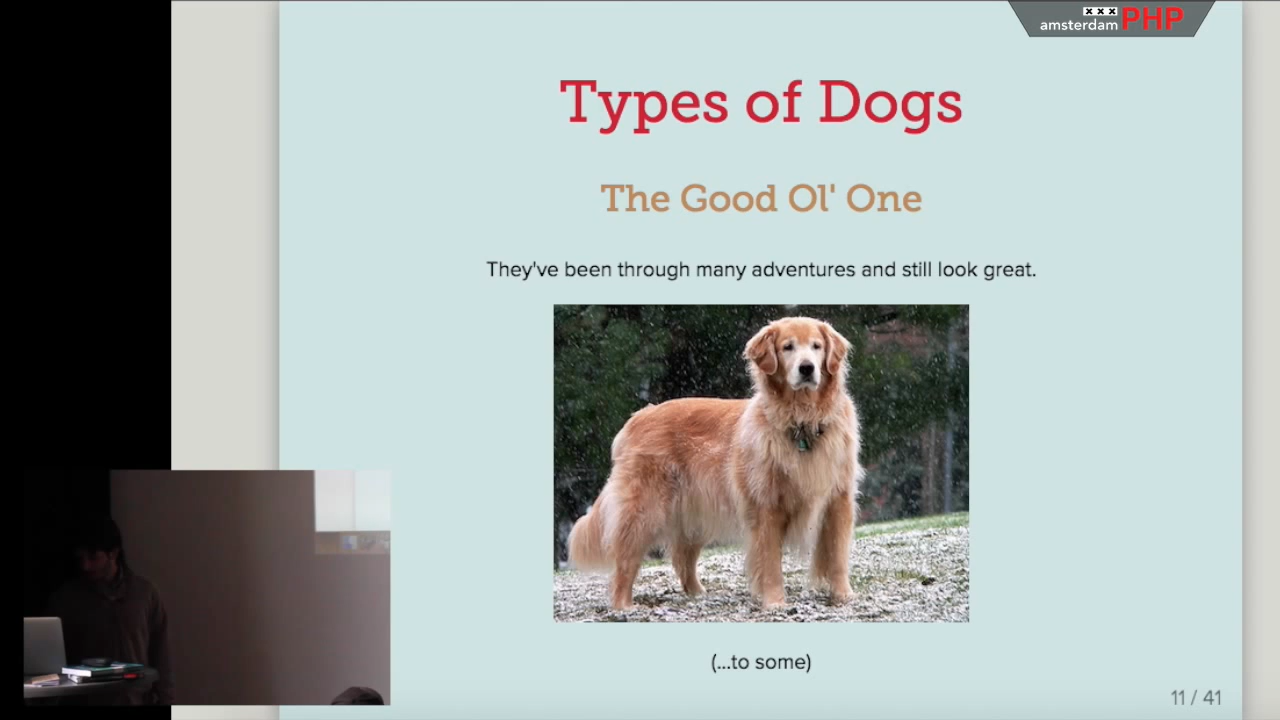 xxx
amsterdam PHP
Types of Dogs
The Good Ol' One
They've been through many adventures and still look great.
(...to some)
11 / 41